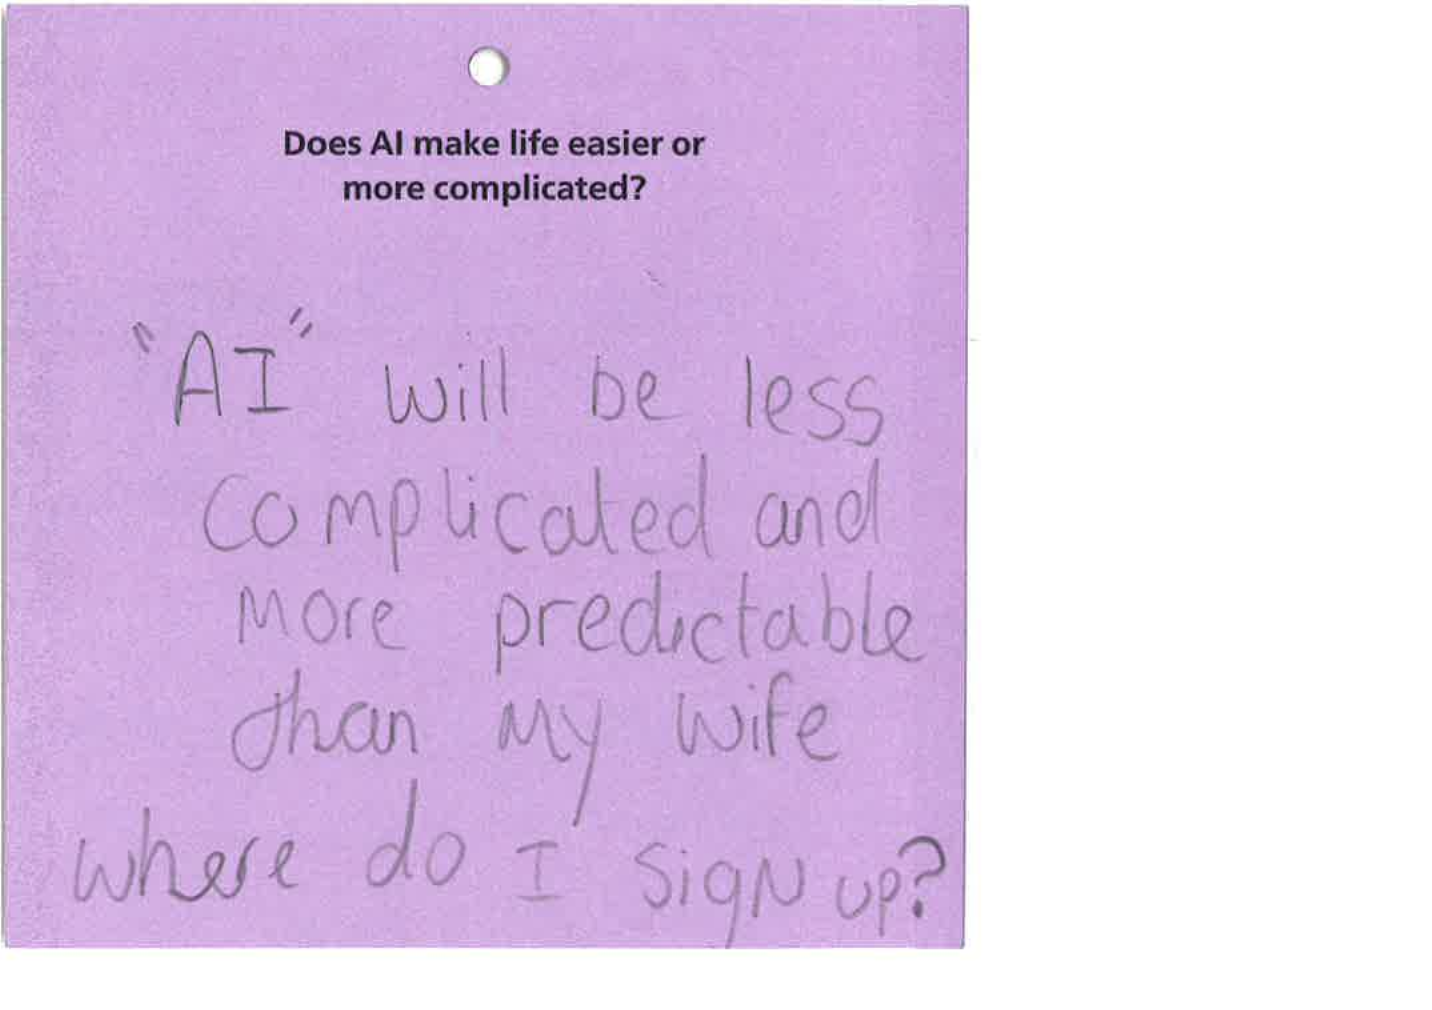 Does AI make life easier or
more complicated?
"AI" will be less
complicated and
more predictable
than my wife
where do I sign up?